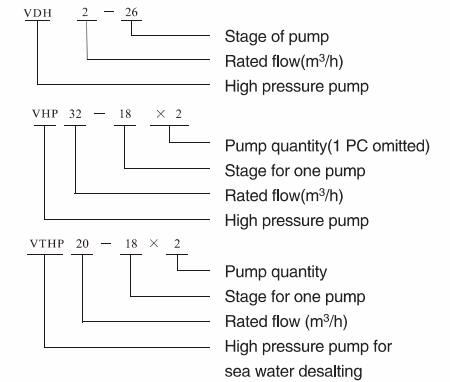 VDH 2 – 26
Stage of pump
Rated flow(m³/h)
High pressure pump
VHP 32 – 18 × 2
Pump quantity(1 PC omitted)
Stage for one pump
Rated flow(m³/h)
High pressure pump
VTHP 20 – 18 × 2
Pump quantity
Stage for one pump
Rated flow (m³/h)
High pressure pump for
sea water desalting